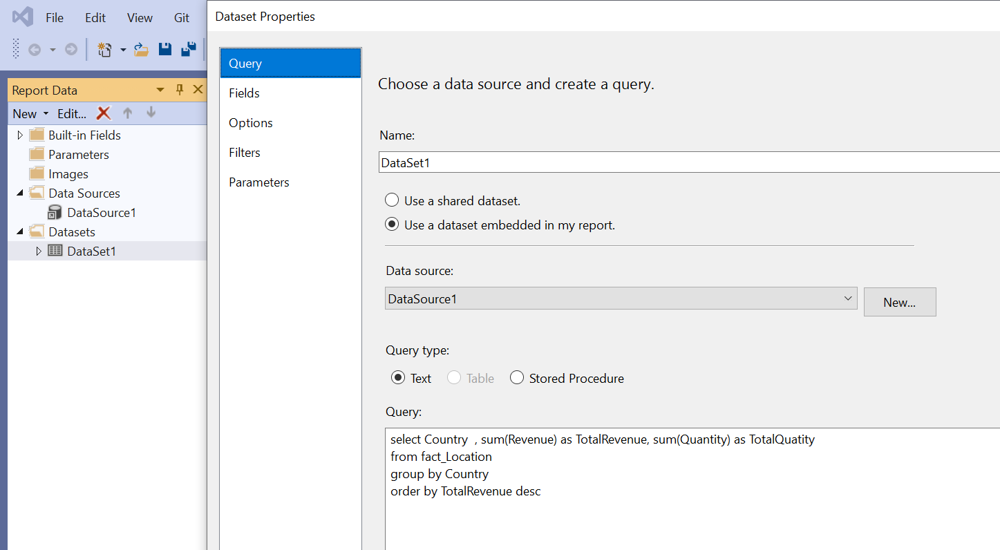 File Edit View Git
Dataset Properties
Report Data
New Edit...
Built-in Fields
Parameters
Images
Data Sources
DataSource1
Datasets
DataSet1
Query
Fields
Options
Filters
Parameters
Choose a data source and create a query.
Name:
DataSet1
Use a shared dataset.
Use a dataset embedded in my report.
Data source:
DataSource1
New...
Query type:
Text Table Stored Procedure
Query:
select Country  , sum(Revenue) as TotalRevenue, sum(Quantity) as TotalQuatity
from fact_Location
group by Country
order by TotalRevenue desc